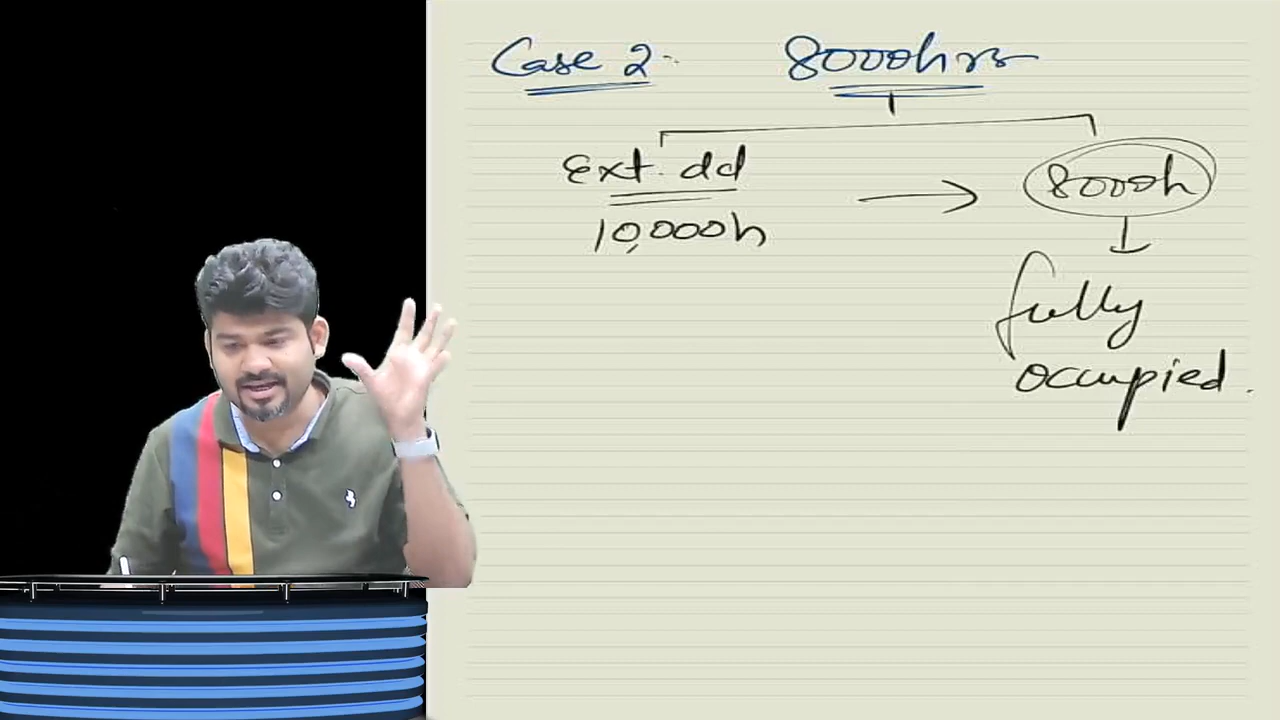 Case 2:
8000hrs
Ext. dd
10,000h
8000h
fully
occupied.